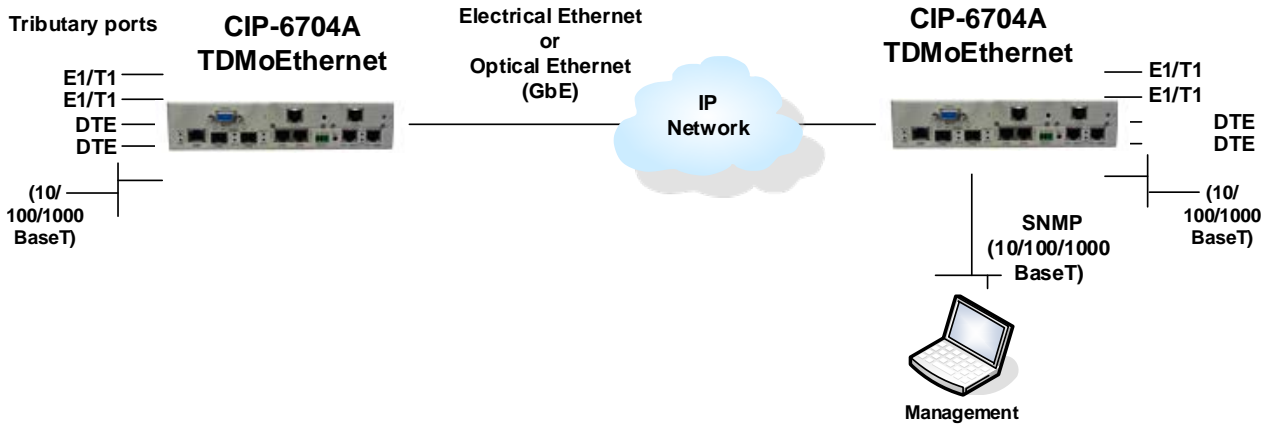 Tributary ports
CIP-6704A
TDMoEthernet
E1/T1
E1/T1
DTE
DTE
(10/
100/1000
BaseT)
Electrical Ethernet
or
Optical Ethernet
(GbE)
IP
Network
CIP-6704A
TDMoEthernet
E1/T1
E1/T1
DTE
DTE
(10/
100/1000
BaseT)
SNMP
(10/100/1000
BaseT)
Management